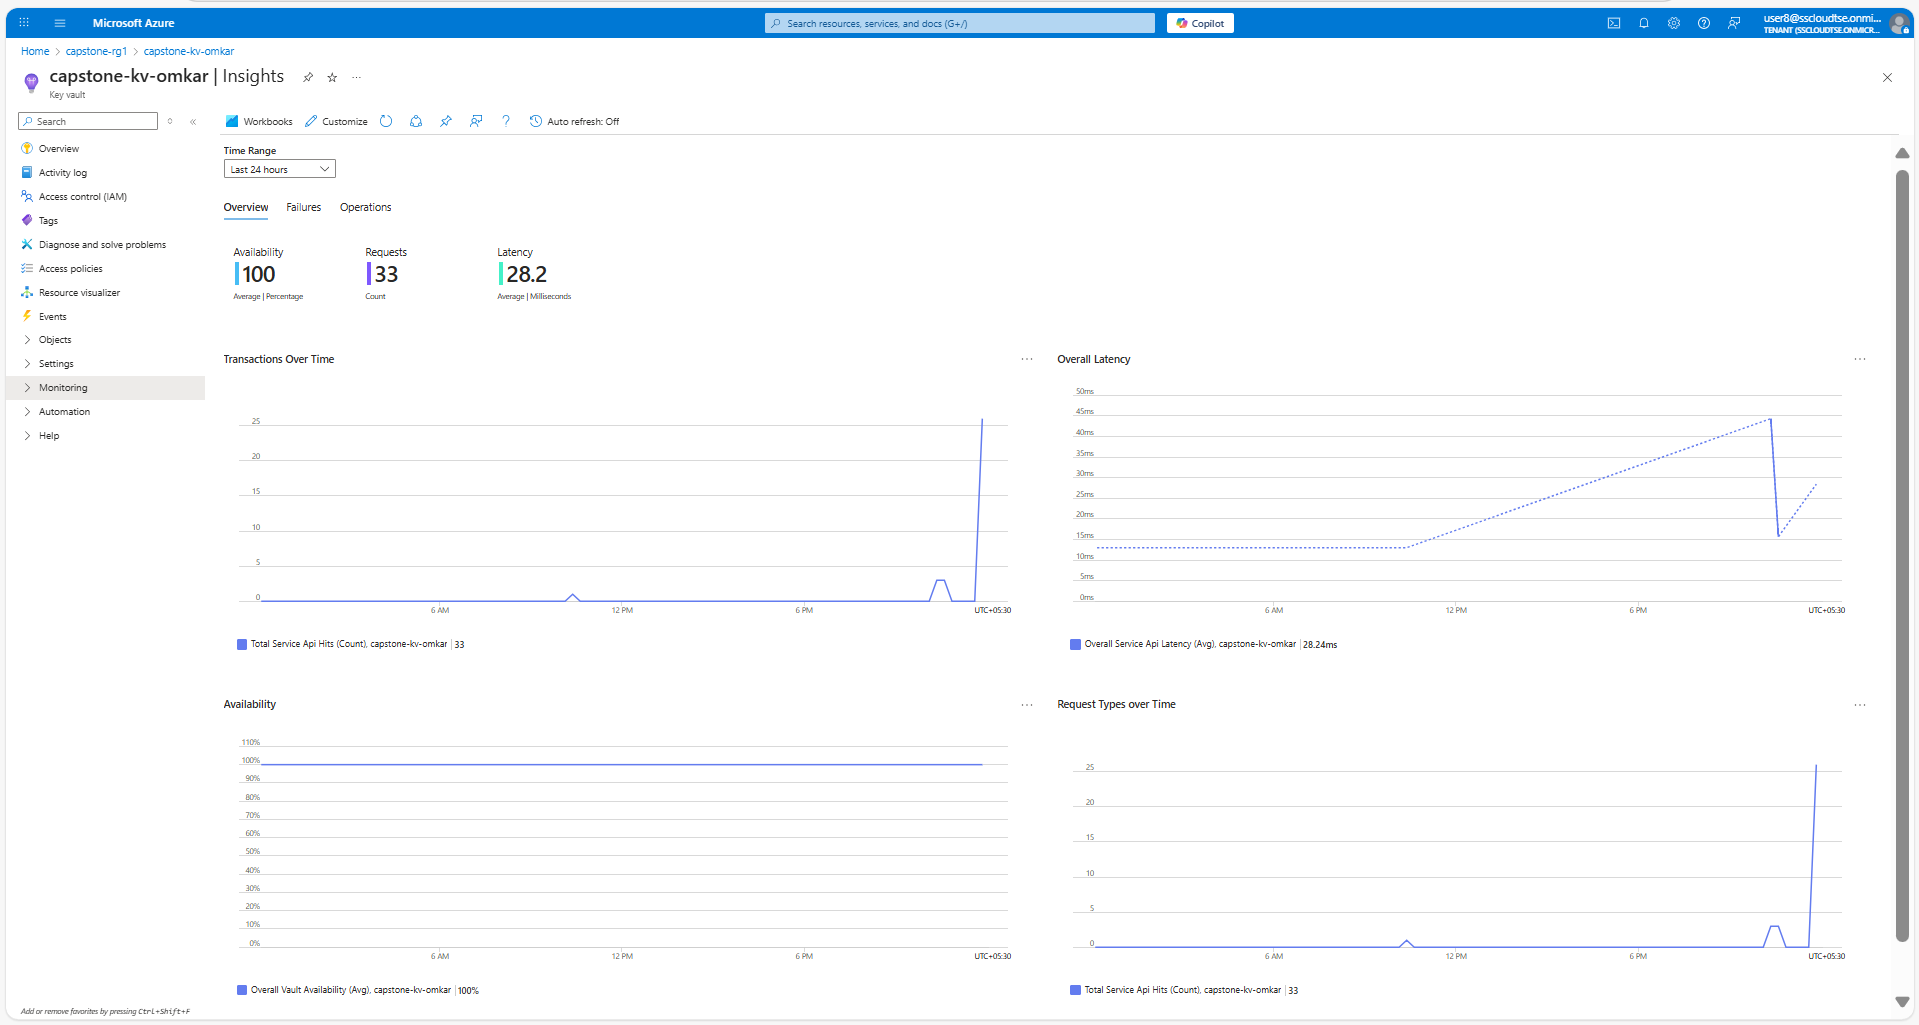 Microsoft Azure
Search resources, services, and docs (G+/)
Copilot
user8@sscloudtse.onmi...
TENANT (SSCLOUDTSE.ONMICR...
Home > capstone-rg1 > capstone-kv-omkar
capstone-kv-omkar | Insights
Key vault
Search
Workbooks
Customize
Auto refresh: Off
Overview
Activity log
Access control (IAM)
Tags
Diagnose and solve problems
Access policies
Resource visualizer
Events
Objects
Settings
Monitoring
Automation
Help
Add or remove favorites by pressing Ctrl+Shift+F
Time Range
Last 24 hours
Overview Failures Operations
Availability
100
Average | Percentage
Requests
33
Count
Latency
28.2
Average | Milliseconds
Transactions Over Time
25
20
15
10
5
0
6 AM 12 PM 6 PM UTC+05:30
Total Service Api Hits (Count), capstone-kv-omkar | 33
Overall Latency
50ms
45ms
40ms
35ms
30ms
25ms
20ms
15ms
10ms
5ms
0ms
6 AM 12 PM 6 PM UTC+05:30
Overall Service Api Latency (Avg), capstone-kv-omkar | 28.24ms
Availability
110%
100%
90%
80%
70%
60%
50%
40%
30%
20%
10%
0%
6 AM 12 PM 6 PM UTC+05:30
Overall Vault Availability (Avg), capstone-kv-omkar | 100%
Request Types over Time
25
20
15
10
5
0
6 AM 12 PM 6 PM UTC+05:30
Total Service Api Hits (Count), capstone-kv-omkar | 33